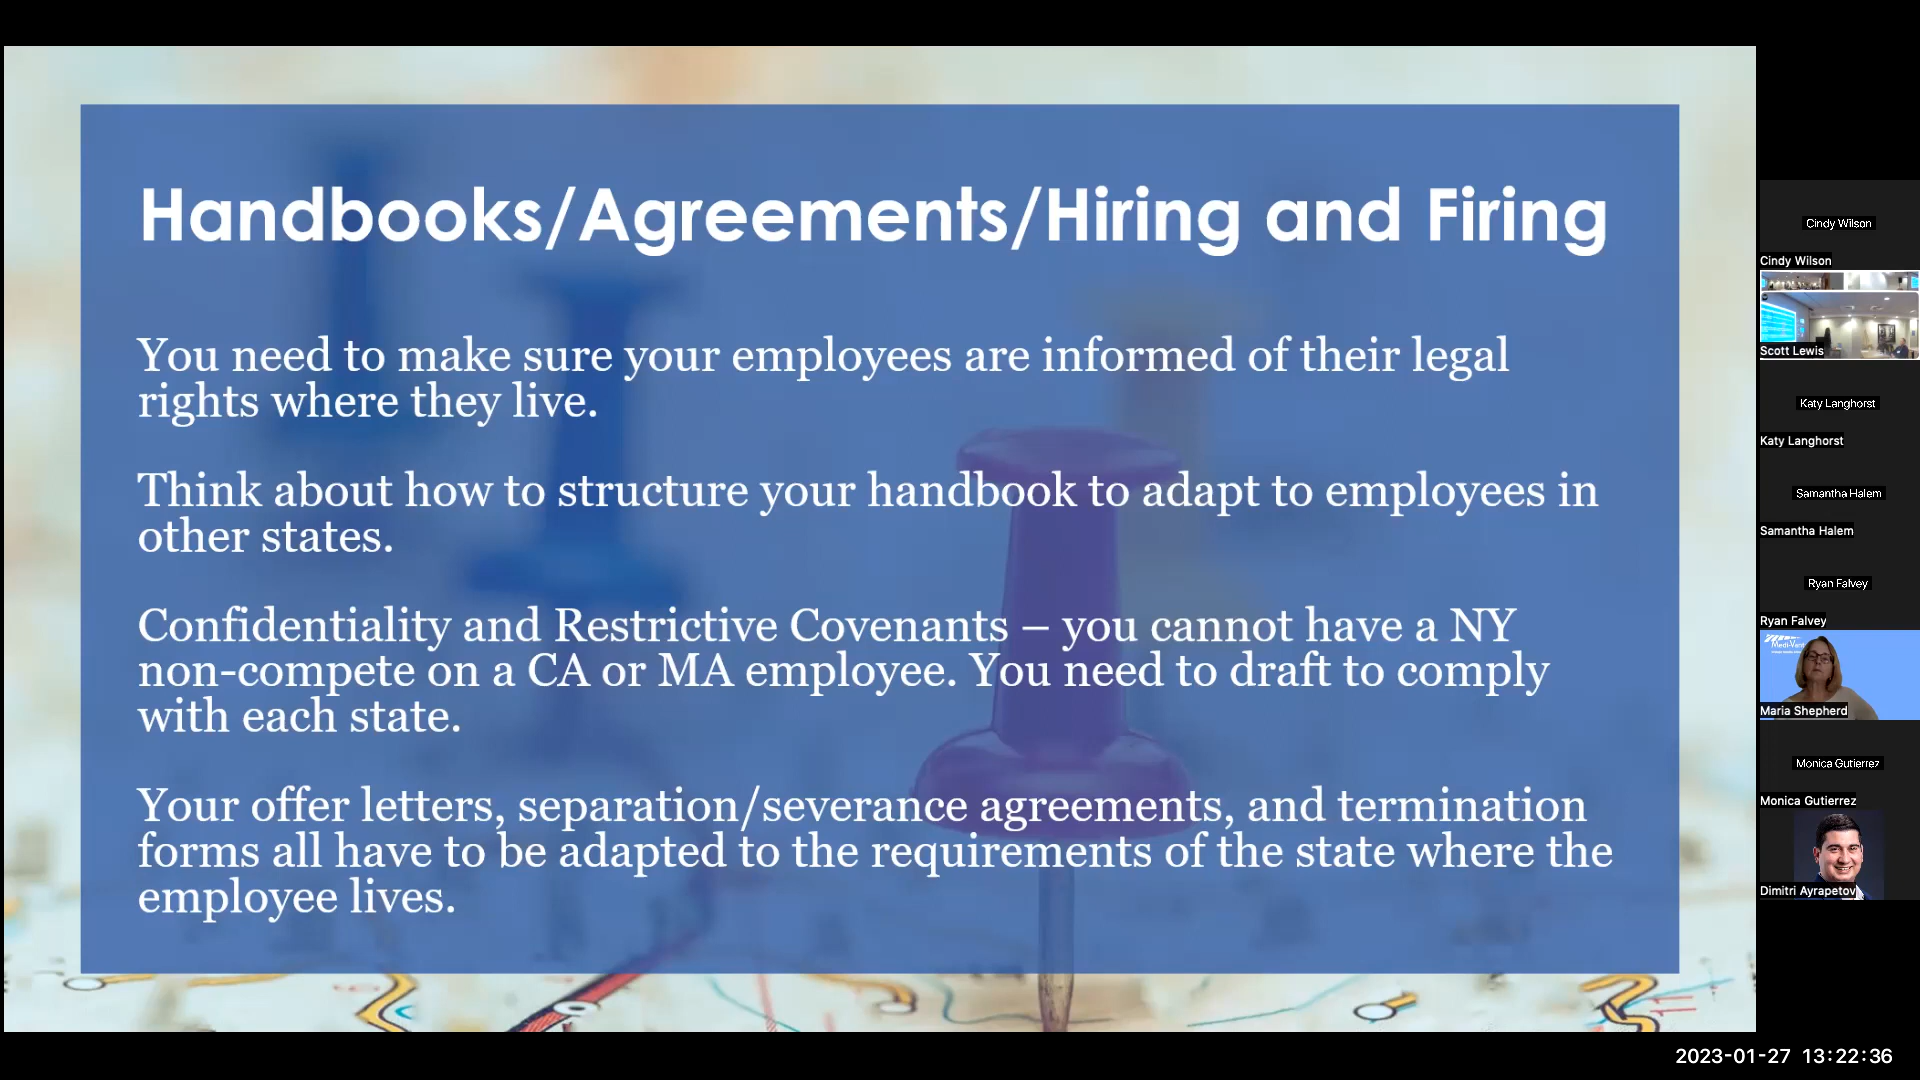 Handbooks/Agreements/Hiring and Firing
You need to make sure your employees are informed of their legal
rights where they live.
Think about how to structure your handbook to adapt to employees in
other states.
Confidentiality and Restrictive Covenants – you cannot have a NY
non-compete on a CA or MA employee. You need to draft to comply
with each state.
Your offer letters, separation/severance agreements, and termination
forms all have to be adapted to the requirements of the state where the
employee lives.
Cindy Wilson
Cindy Wilson
Scott Lewis
Katy Langhorst
Katy Langhorst
Samantha Halem
Samantha Halem
Ryan Falvey
Ryan Falvey
Maria Shepherd
Monica Gutierrez
Monica Gutierrez
Dimitri Ayrapetov
2023-01-27 13:22:36